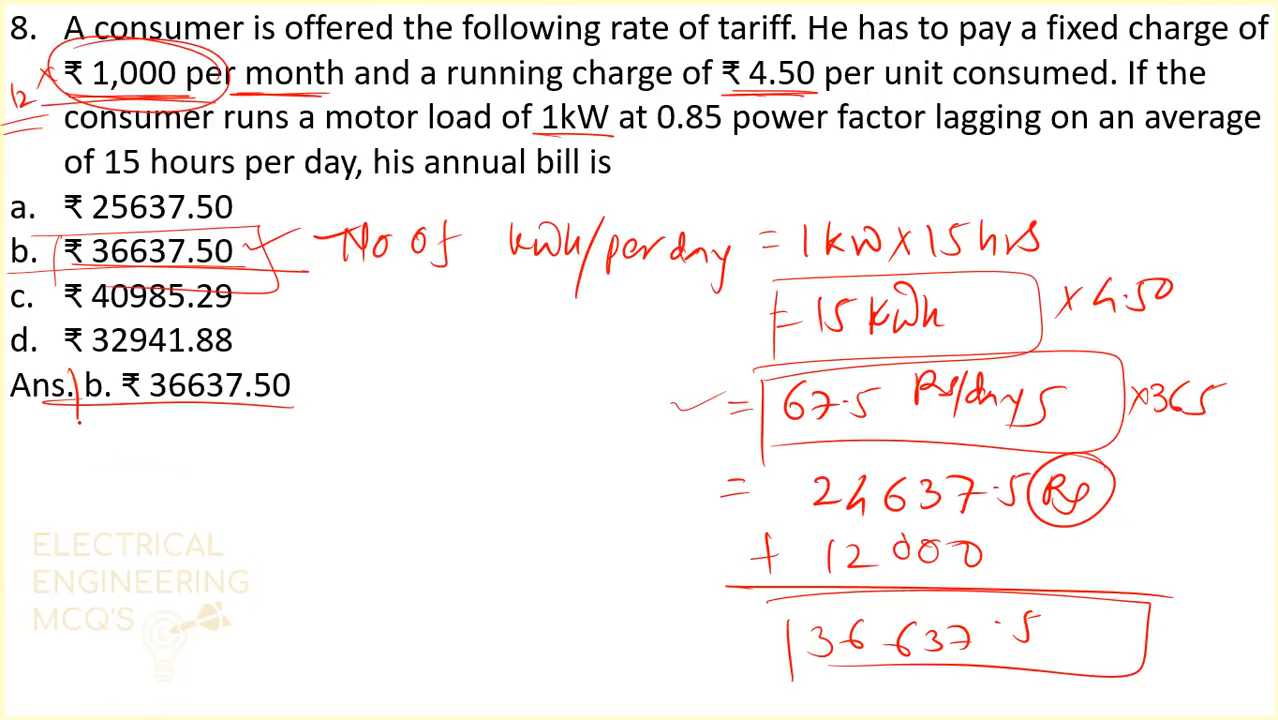 8. A consumer is offered the following rate of tariff. He has to pay a fixed charge of
₹ 1,000 per month and a running charge of ₹ 4.50 per unit consumed. If the
12 ×
consumer runs a motor load of 1kW at 0.85 power factor lagging on an average
of 15 hours per day, his annual bill is
a. ₹ 25637.50
b. ₹ 36637.50
c. ₹ 40985.29
d. ₹ 32941.88
Ans. b. ₹ 36637.50
No of kWh/per day = 1kW × 15 hrs
= 15 kWh × 4.50
= 67.5 Rs/days ×365
= 24637.5 Rs
+ 12000
36637.5
ELECTRICAL
ENGINEERING
MCQ'S